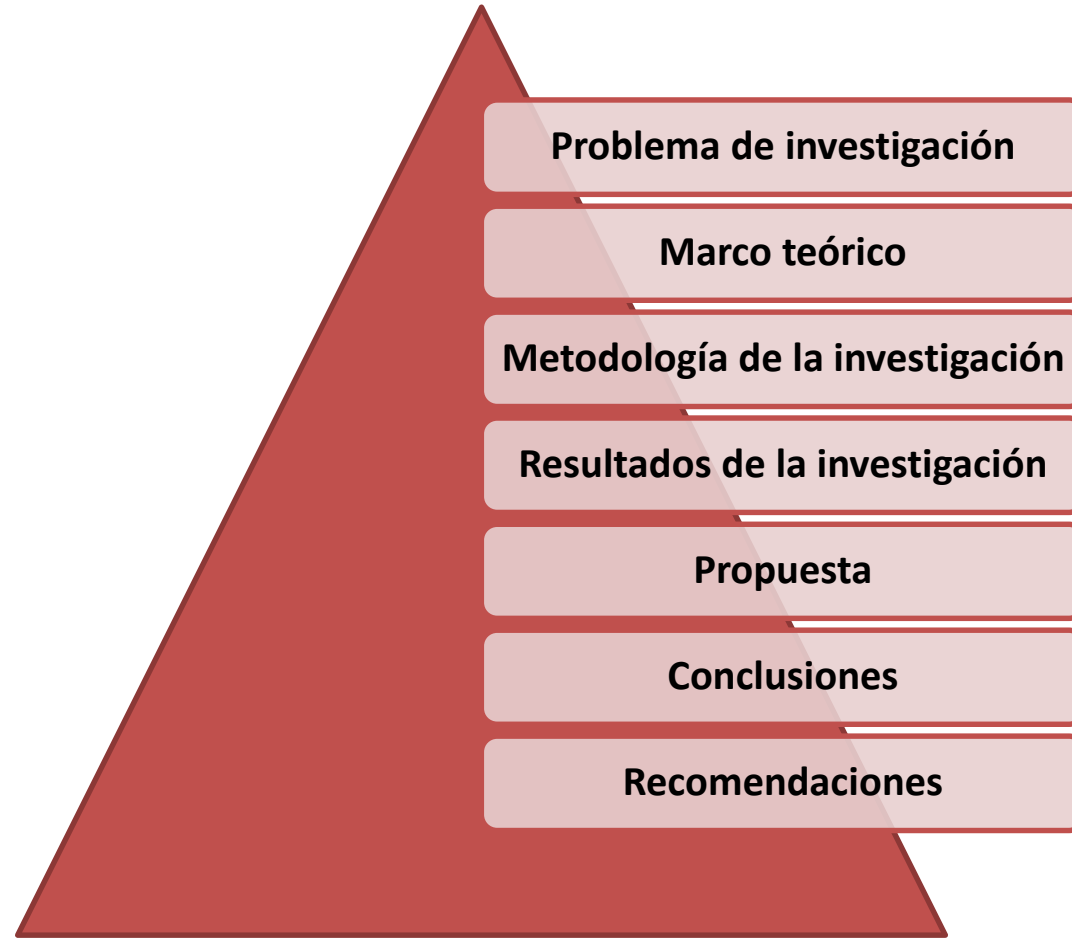 Problema de investigación
Marco teórico
Metodología de la investigación
Resultados de la investigación
Propuesta
Conclusiones
Recomendaciones